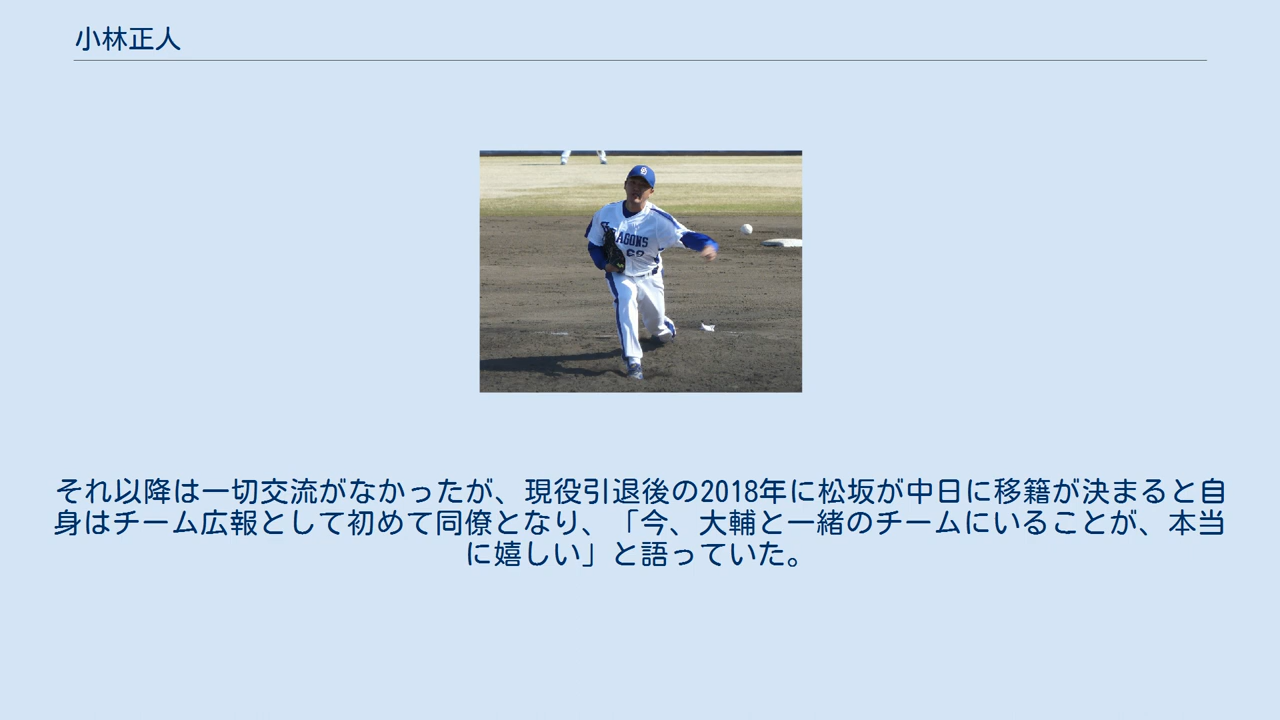 小林正人
それ以降は一切交流がなかったが、現役引退後の2018年に松坂が中日に移籍が決まると自
身はチーム広報として初めて同僚となり、「今、大輔と一緒のチームにいることが、本当
に嬉しい」と語っていた。